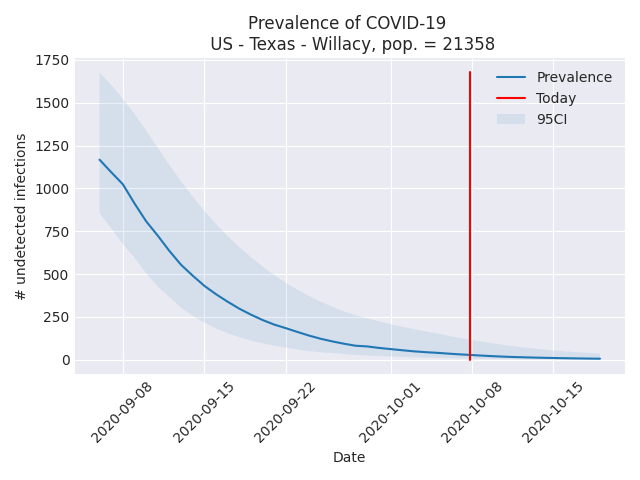 Prevalence of COVID-19
US - Texas - Willacy, pop. = 21358
1750
1500
1250
1000
750
500
250
0
# undetected infections
Prevalence
Today
95CI
2020-09-08
2020-09-15
2020-09-22
2020-10-01
2020-10-08
2020-10-15
Date